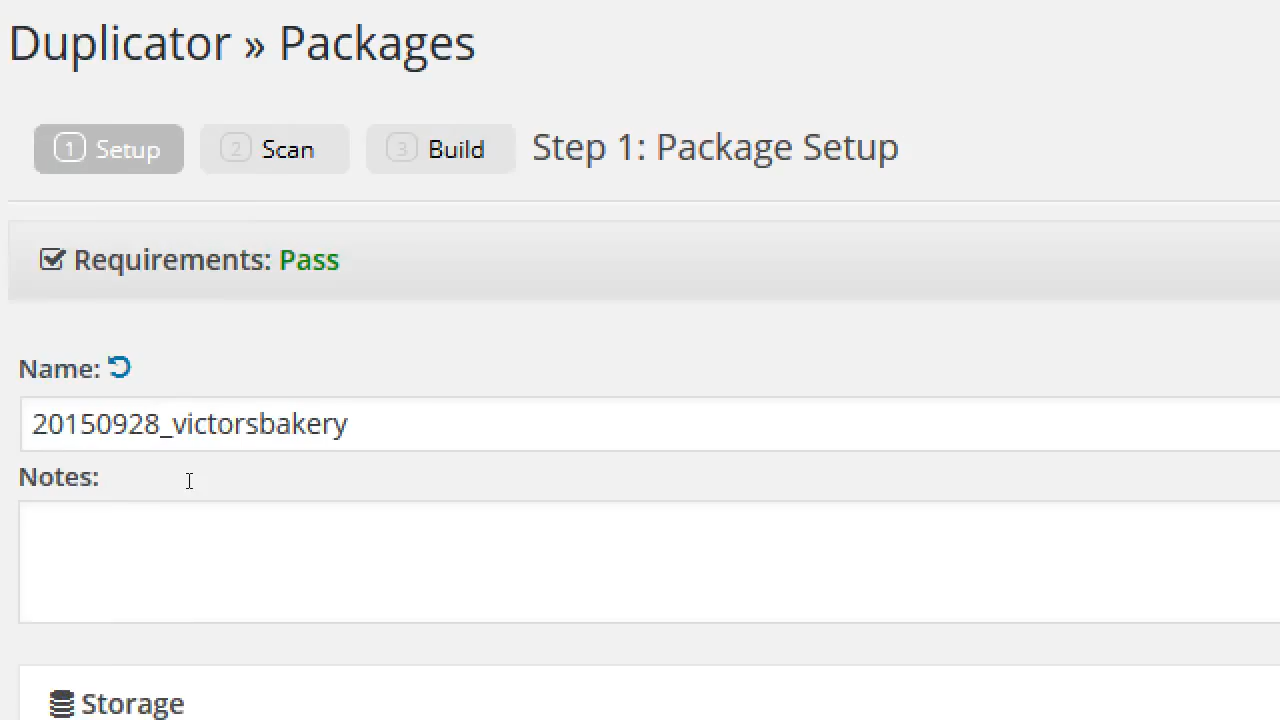 Duplicator » Packages
1 Setup 2 Scan 3 Build Step 1: Package Setup
Requirements: Pass
Name:
20150928_victorsbakery
Notes:
Storage